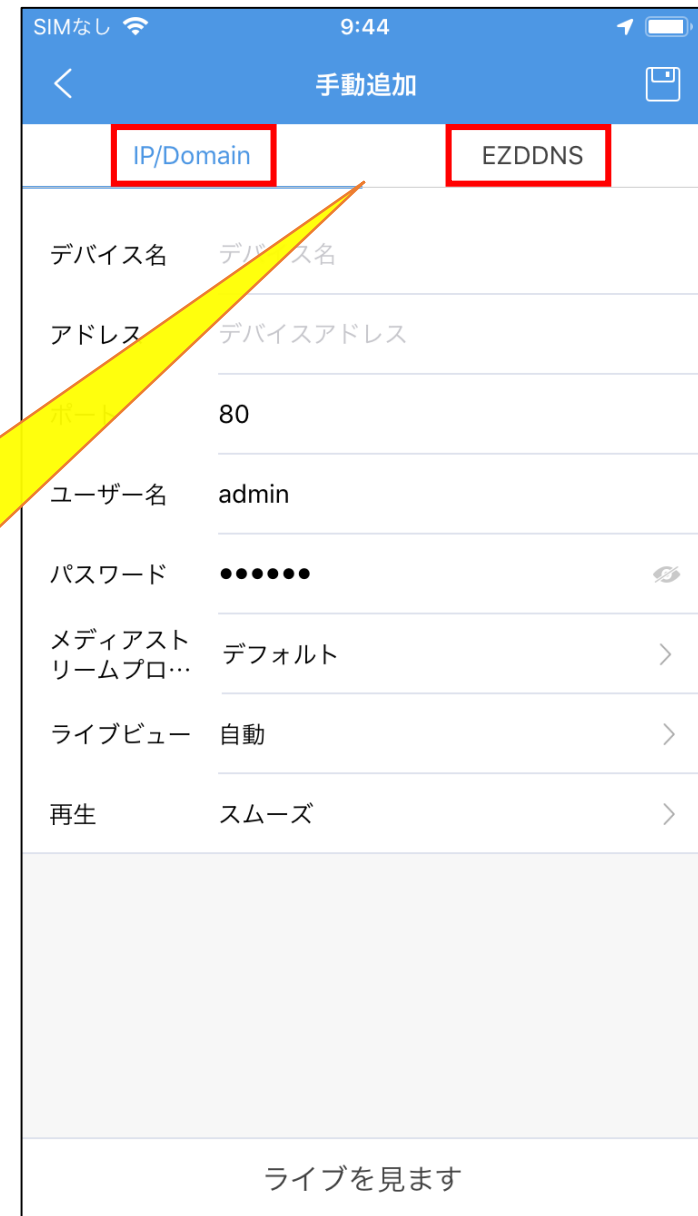 SIMなし 9:44
手動追加
IP/Domain EZDDNS
デバイス名 デバイス名
アドレス デバイスアドレス
ポート 80
ユーザー名 admin
パスワード ●●●●●●
メディアスト
リームプロ… デフォルト
ライブビュー 自動
再生 スムーズ
ライブを見ます